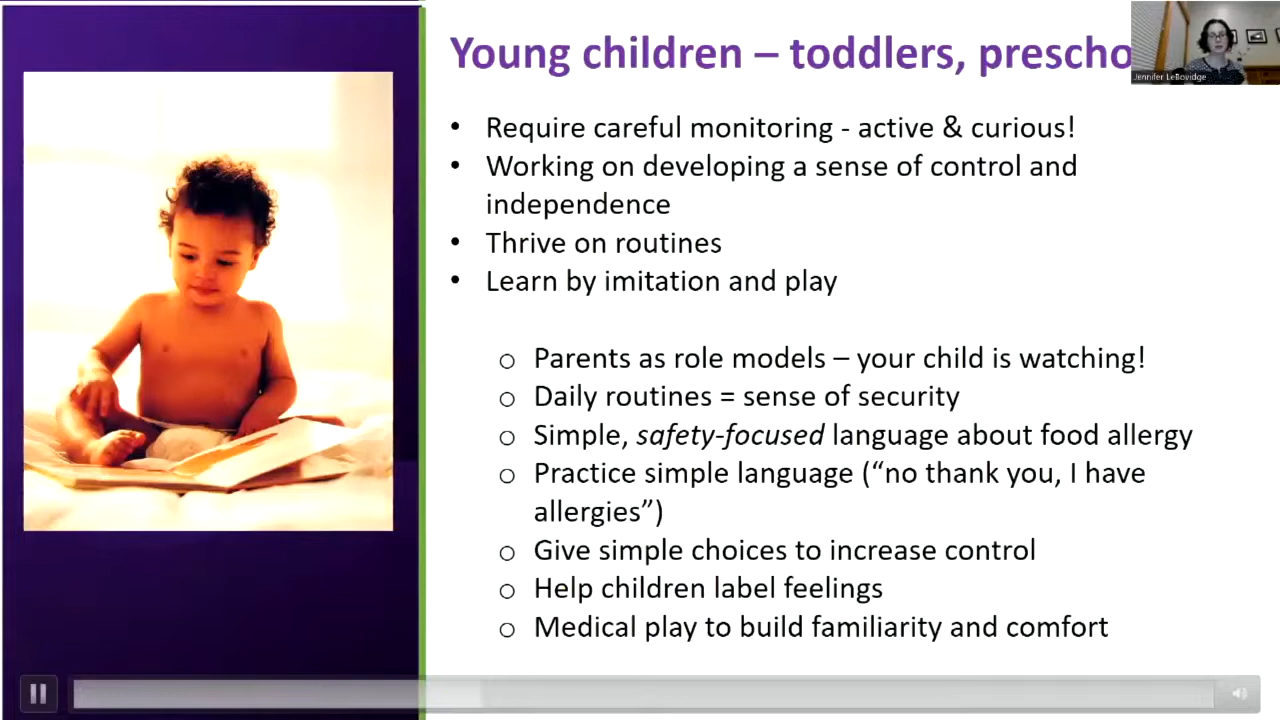 Young children – toddlers, prescho
Jennifer LeBovidge
• Require careful monitoring - active & curious!
• Working on developing a sense of control and
independence
• Thrive on routines
• Learn by imitation and play
o Parents as role models – your child is watching!
o Daily routines = sense of security
o Simple, safety-focused language about food allergy
o Practice simple language (“no thank you, I have
allergies”)
o Give simple choices to increase control
o Help children label feelings
o Medical play to build familiarity and comfort